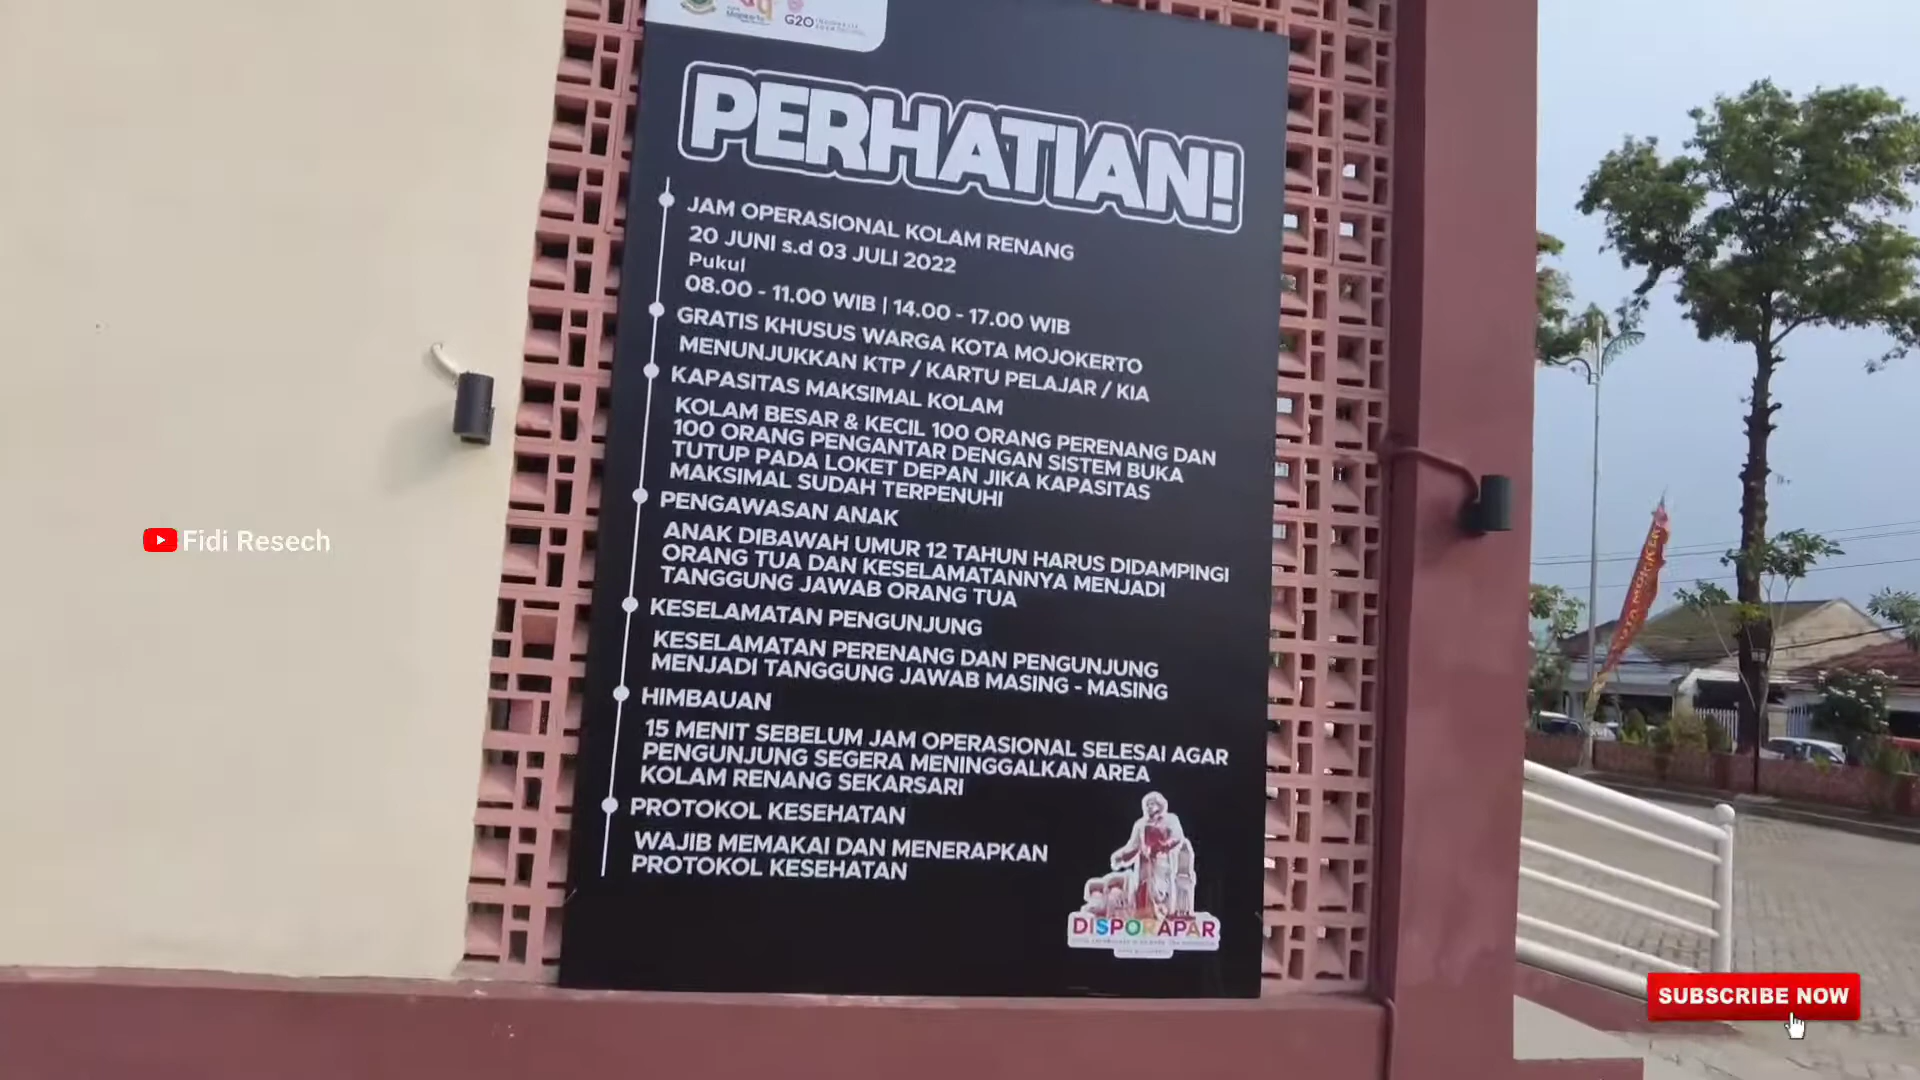 G20
PERHATIAN!
JAM OPERASIONAL KOLAM RENANG
20 JUNI s.d 03 JULI 2022
Pukul
08.00 - 11.00 WIB | 14.00 - 17.00 WIB
GRATIS KHUSUS WARGA KOTA MOJOKERTO
MENUNJUKKAN KTP / KARTU PELAJAR / KIA
KAPASITAS MAKSIMAL KOLAM
KOLAM BESAR & KECIL 100 ORANG PERENANG DAN
100 ORANG PENGANTAR DENGAN SISTEM BUKA
TUTUP PADA LOKET DEPAN JIKA KAPASITAS
MAKSIMAL SUDAH TERPENUHI
PENGAWASAN ANAK
ANAK DIBAWAH UMUR 12 TAHUN HARUS DIDAMPINGI
ORANG TUA DAN KESELAMATANNYA MENJADI
TANGGUNG JAWAB ORANG TUA
KESELAMATAN PENGUNJUNG
KESELAMATAN PERENANG DAN PENGUNJUNG
MENJADI TANGGUNG JAWAB MASING - MASING
HIMBAUAN
15 MENIT SEBELUM JAM OPERASIONAL SELESAI AGAR
PENGUNJUNG SEGERA MENINGGALKAN AREA
KOLAM RENANG SEKARSARI
PROTOKOL KESEHATAN
WAJIB MEMAKAI DAN MENERAPKAN
PROTOKOL KESEHATAN
DISPORAPAR
Fidi Resech
SUBSCRIBE NOW